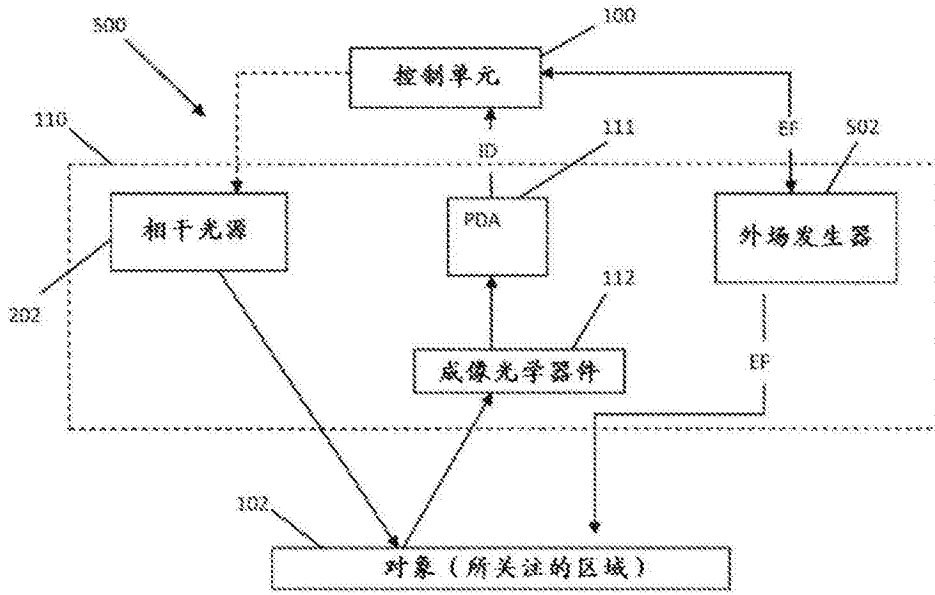 500
100
控制单元
110
ID
111
EF
502
相干光源
PDA
外场发生器
202
112
成像光学器件
EF
102
对象（所关注的区域）